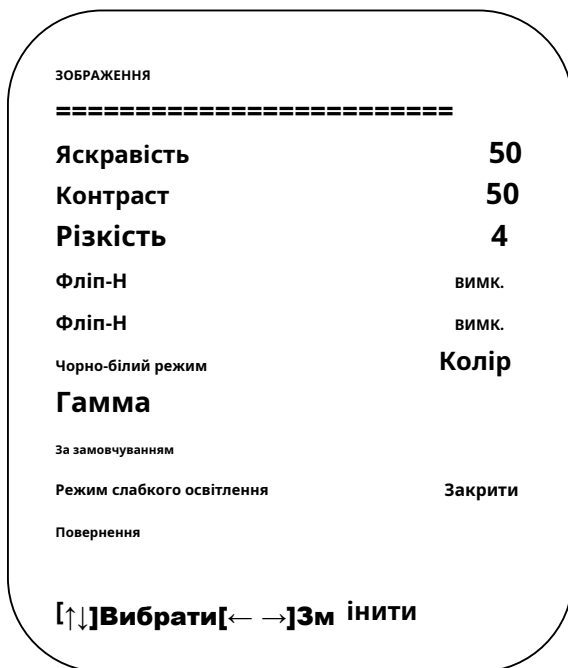 ЗОБРАЖЕННЯ
=========================
Яскравість 50
Контраст 50
Різкість 4
Фліп-Н вимк.
Фліп-Н вимк.
Чорно-білий режим Колір
Гамма
За замовчуванням
Режим слабкого освітлення Закрити
Повернення
[↑↓]Вибрати[← →]Зм інити